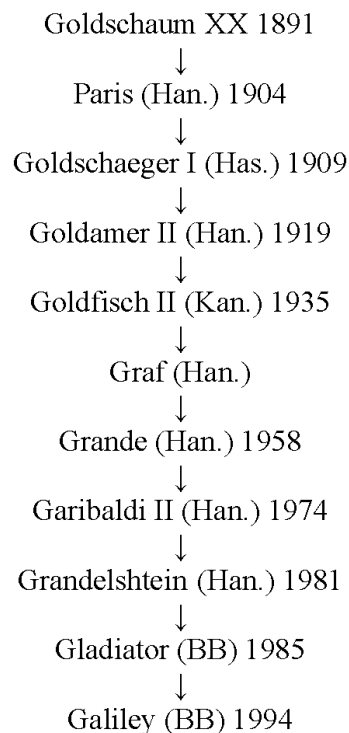 Goldschaum XX 1891
↓
Paris (Han.) 1904
↓
Goldschaeger I (Has.) 1909
↓
Goldamer II (Han.) 1919
↓
Goldfisch II (Kan.) 1935
↓
Graf (Han.)
↓
Grande (Han.) 1958
↓
Garibaldi II (Han.) 1974
↓
Grandelshtein (Han.) 1981
↓
Gladiator (BB) 1985
↓
Galiley (BB) 1994